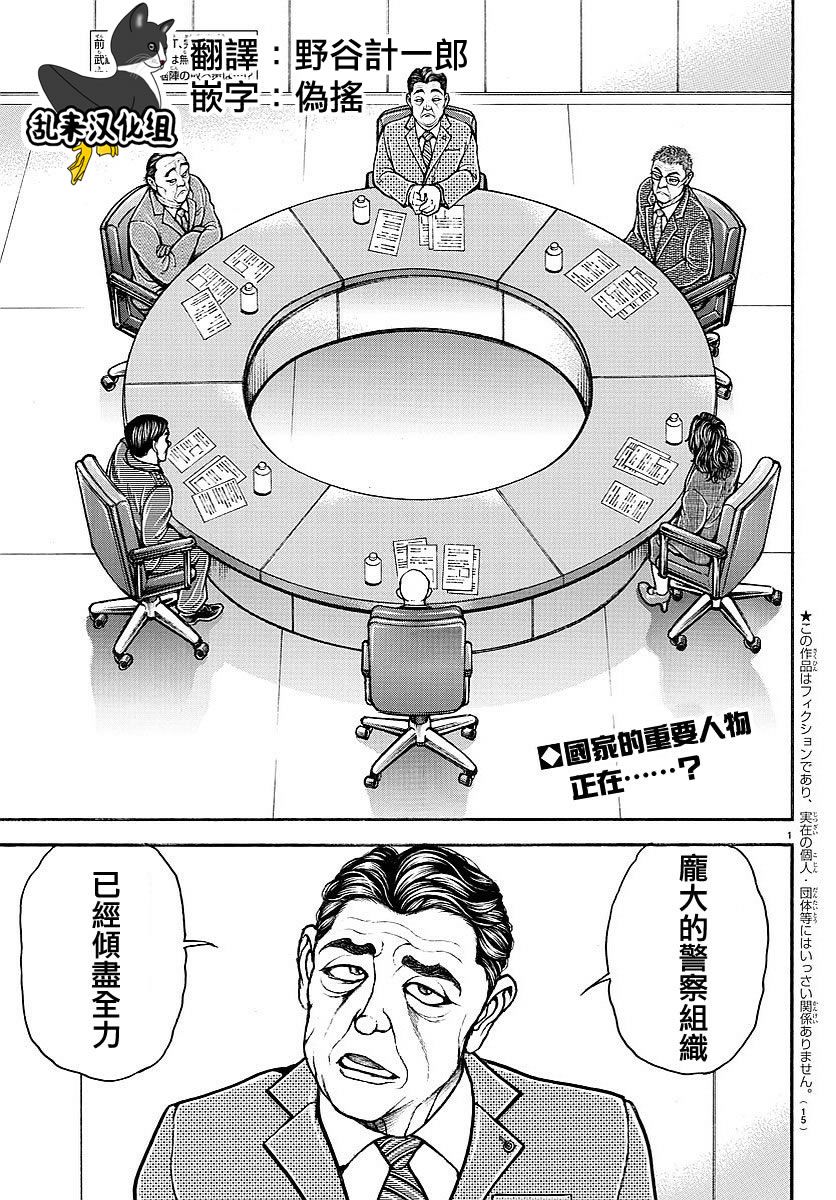 翻譯：野谷計一郎
嵌字：偽搖
乱来汉化组
◆國家的重要人物
正在……？
1
龐大的警察組織
已經傾盡全力
★この作品はフィクションであり、実在の個人・団体等にはいっさい関係ありません。
(15)